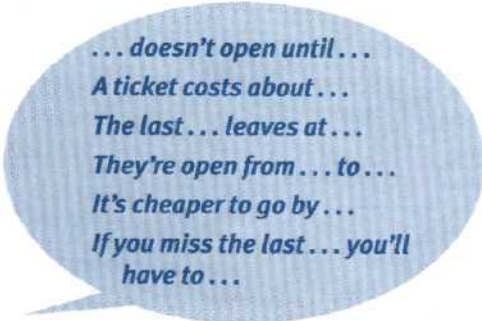 ... doesn't open until ...
A ticket costs about ...
The last ... leaves at ...
They're open from ... to ...
It's cheaper to go by ...
If you miss the last ... you'll
have to ...